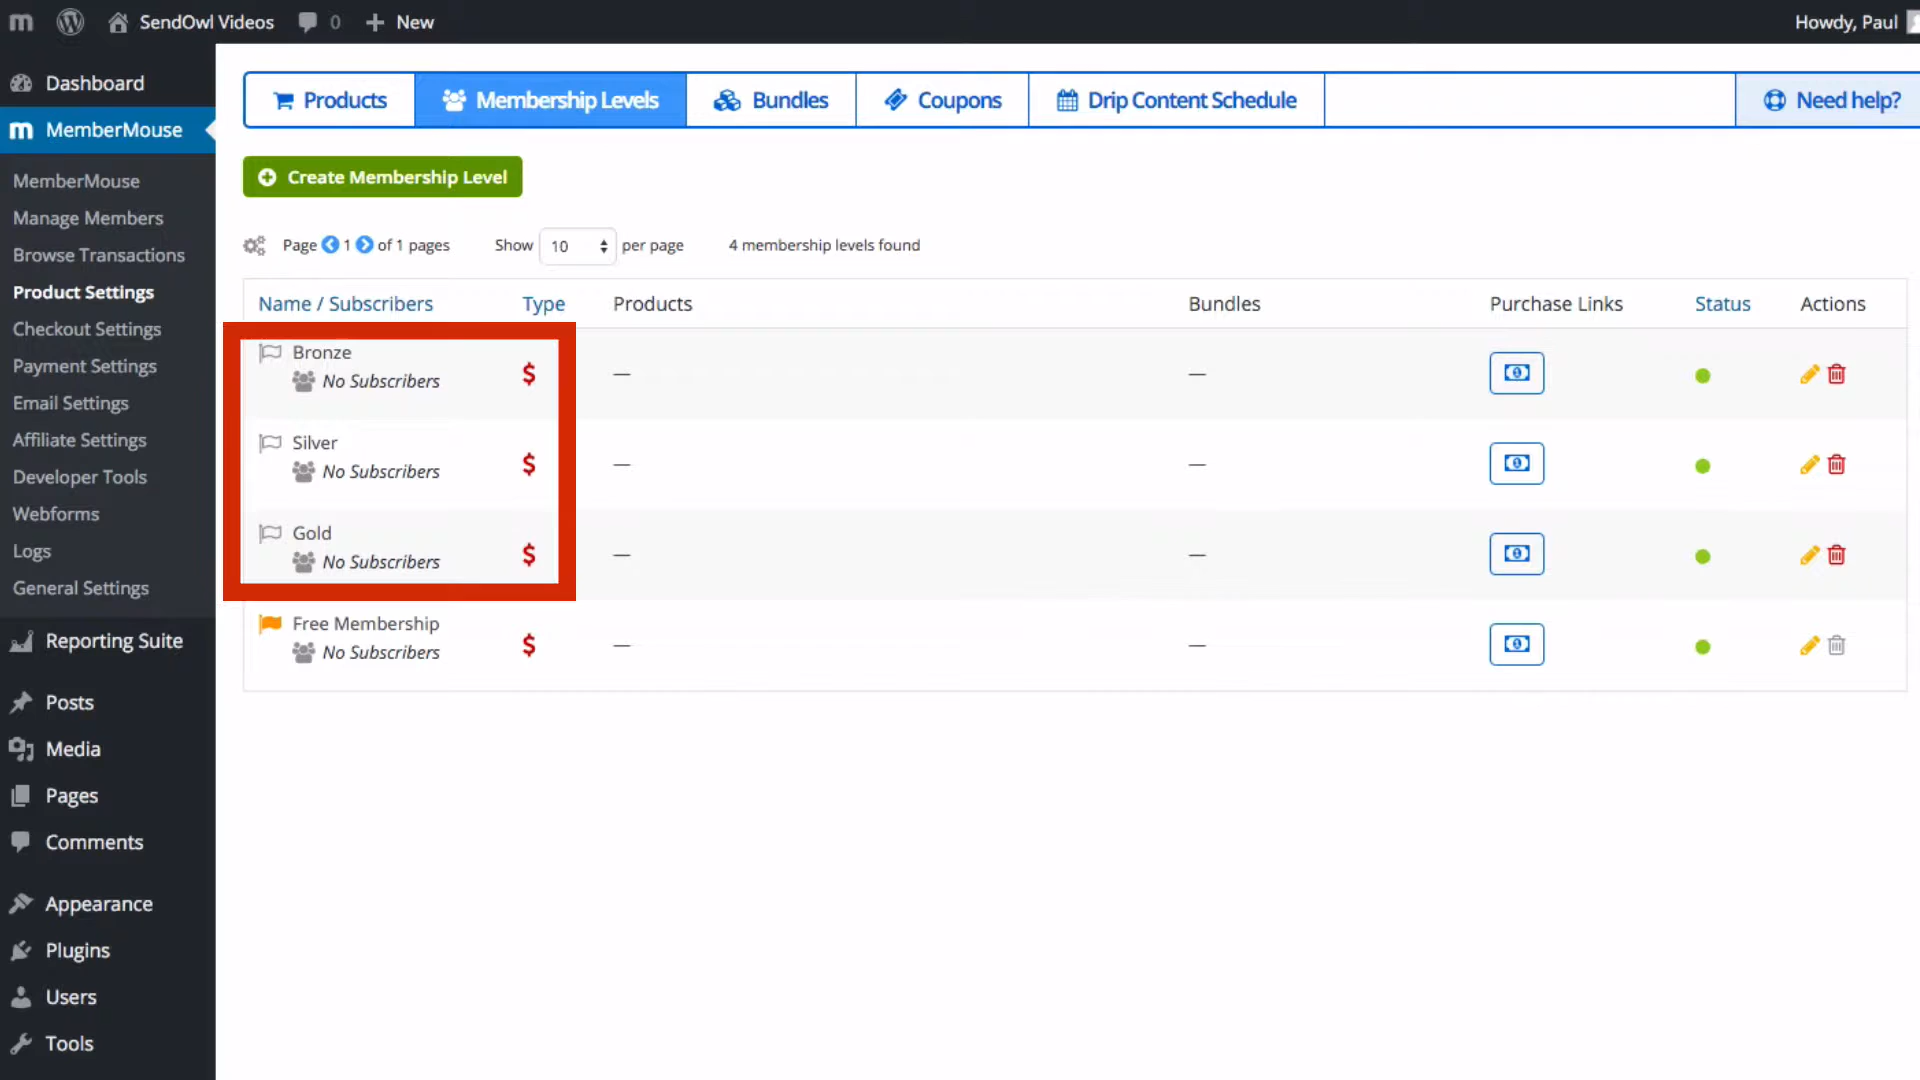 SendOwl Videos 0 New Howdy, Paul
Dashboard
MemberMouse
MemberMouse
Manage Members
Browse Transactions
Product Settings
Checkout Settings
Payment Settings
Email Settings
Affiliate Settings
Developer Tools
Webforms
Logs
General Settings
Reporting Suite
Posts
Media
Pages
Comments
Appearance
Plugins
Users
Tools
Products Membership Levels Bundles Coupons Drip Content Schedule Need help?
Create Membership Level
Page 1 of 1 pages Show 10 per page 4 membership levels found
Name / Subscribers Type Products Bundles Purchase Links Status Actions
Bronze
No Subscribers $ — —
Silver
No Subscribers $ — —
Gold
No Subscribers $ — —
Free Membership
No Subscribers $ — —